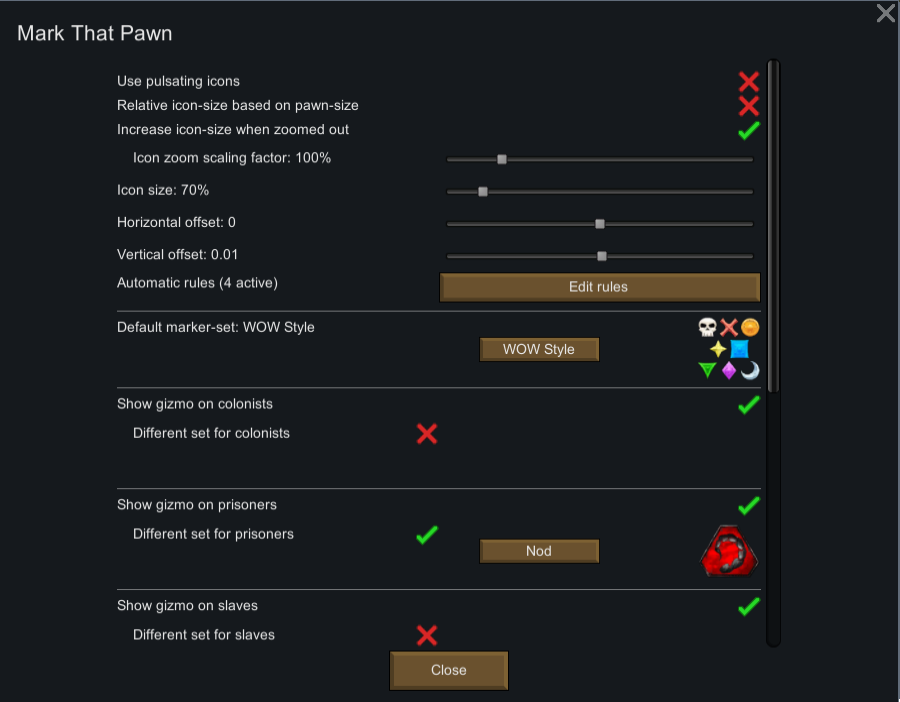 Mark That Pawn
Use pulsating icons
Relative icon-size based on pawn-size
Increase icon-size when zoomed out
Icon zoom scaling factor: 100%
Icon size: 70%
Horizontal offset: 0
Vertical offset: 0.01
Automatic rules (4 active)
Edit rules
Default marker-set: WOW Style
WOW Style
Show gizmo on colonists
Different set for colonists
Show gizmo on prisoners
Different set for prisoners
Nod
Show gizmo on slaves
Different set for slaves
Close